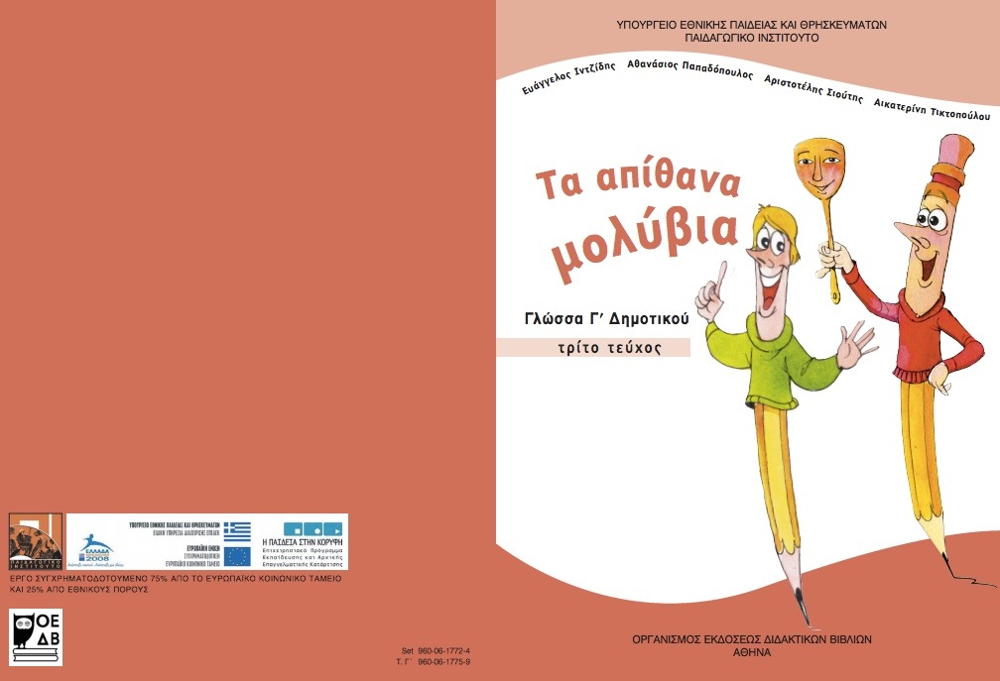 ΥΠΟΥΡΓΕΙΟ ΕΘΝΙΚΗΣ ΠΑΙΔΕΙΑΣ ΚΑΙ ΘΡΗΣΚΕΥΜΑΤΩΝ
ΠΑΙΔΑΓΩΓΙΚΟ ΙΝΣΤΙΤΟΥΤΟ
Ευάγγελος Ιντζίδης Αθανάσιος Παπαδόπουλος Αριστοτέλης Σιούτης Αικατερίνη Τικτοπούλου
Τα απίθανα
μολύβια
Γλώσσα Γ' Δημοτικού
τρίτο τεύχος
ΟΡΓΑΝΙΣΜΟΣ ΕΚΔΟΣΕΩΣ ΔΙΔΑΚΤΙΚΩΝ ΒΙΒΛΙΩΝ
ΑΘΗΝΑ
ΠΑΙΔΑΓΩΓΙΚΟ
ΙΝΣΤΙΤΟΥΤΟ
ΕΛΛΑΔΑ
2008
ΥΠΟΥΡΓΕΙΟ ΕΘΝΙΚΗΣ ΠΑΙΔΕΙΑΣ ΚΑΙ ΘΡΗΣΚΕΥΜΑΤΩΝ
ΕΙΔΙΚΗ ΥΠΗΡΕΣΙΑ ΔΙΑΧΕΙΡΙΣΗΣ ΕΠΕΑΕΚ
ΕΥΡΩΠΑΪΚΗ ΕΝΩΣΗ
ΣΥΓΧΡΗΜΑΤΟΔΟΤΗΣΗ
ΕΥΡΩΠΑΪΚΟ ΚΟΙΝΩΝΙΚΟ ΤΑΜΕΙΟ
Η ΠΑΙΔΕΙΑ ΣΤΗΝ ΚΟΡΥΦΗ
Επιχειρησιακό Πρόγραμμα
Εκπαίδευσης και Αρχικής
Επαγγελματικής Κατάρτισης
ΕΡΓΟ ΣΥΓΧΡΗΜΑΤΟΔΟΤΟΥΜΕΝΟ 75% ΑΠΟ ΤΟ ΕΥΡΩΠΑΪΚΟ ΚΟΙΝΩΝΙΚΟ ΤΑΜΕΙΟ
ΚΑΙ 25% ΑΠΟ ΕΘΝΙΚΟΥΣ ΠΟΡΟΥΣ
ΟΕ
ΔΒ
Set 960-06-1772-4
Τ. Γ΄ 960-06-1775-9